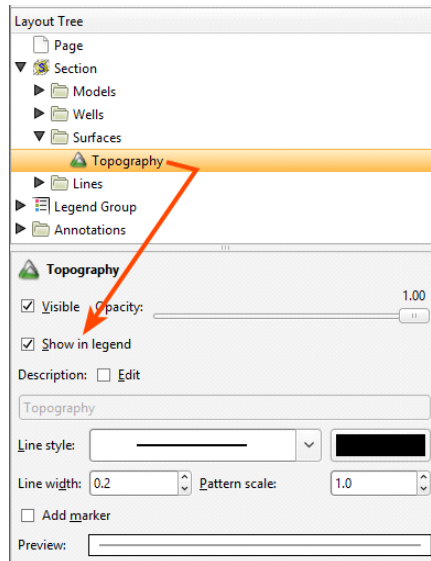 Layout Tree
Page
Section
Models
Wells
Surfaces
Topography
Lines
Legend Group
Annotations
Topography
Visible Opacity: 1.00
Show in legend
Description: Edit
Topography
Line style:
Line width: 0.2 Pattern scale: 1.0
Add marker
Preview: